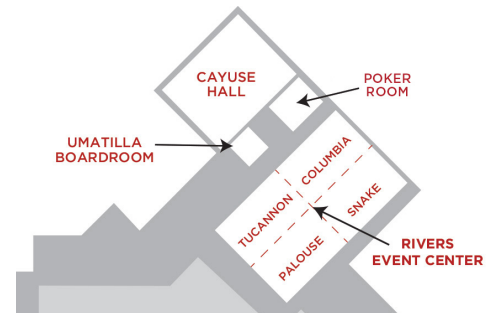 CAYUSE
HALL
POKER
ROOM
UMATILLA
BOARDROOM
COLUMBIA
TUCANNON
SNAKE
PALOUSE
RIVERS
EVENT CENTER